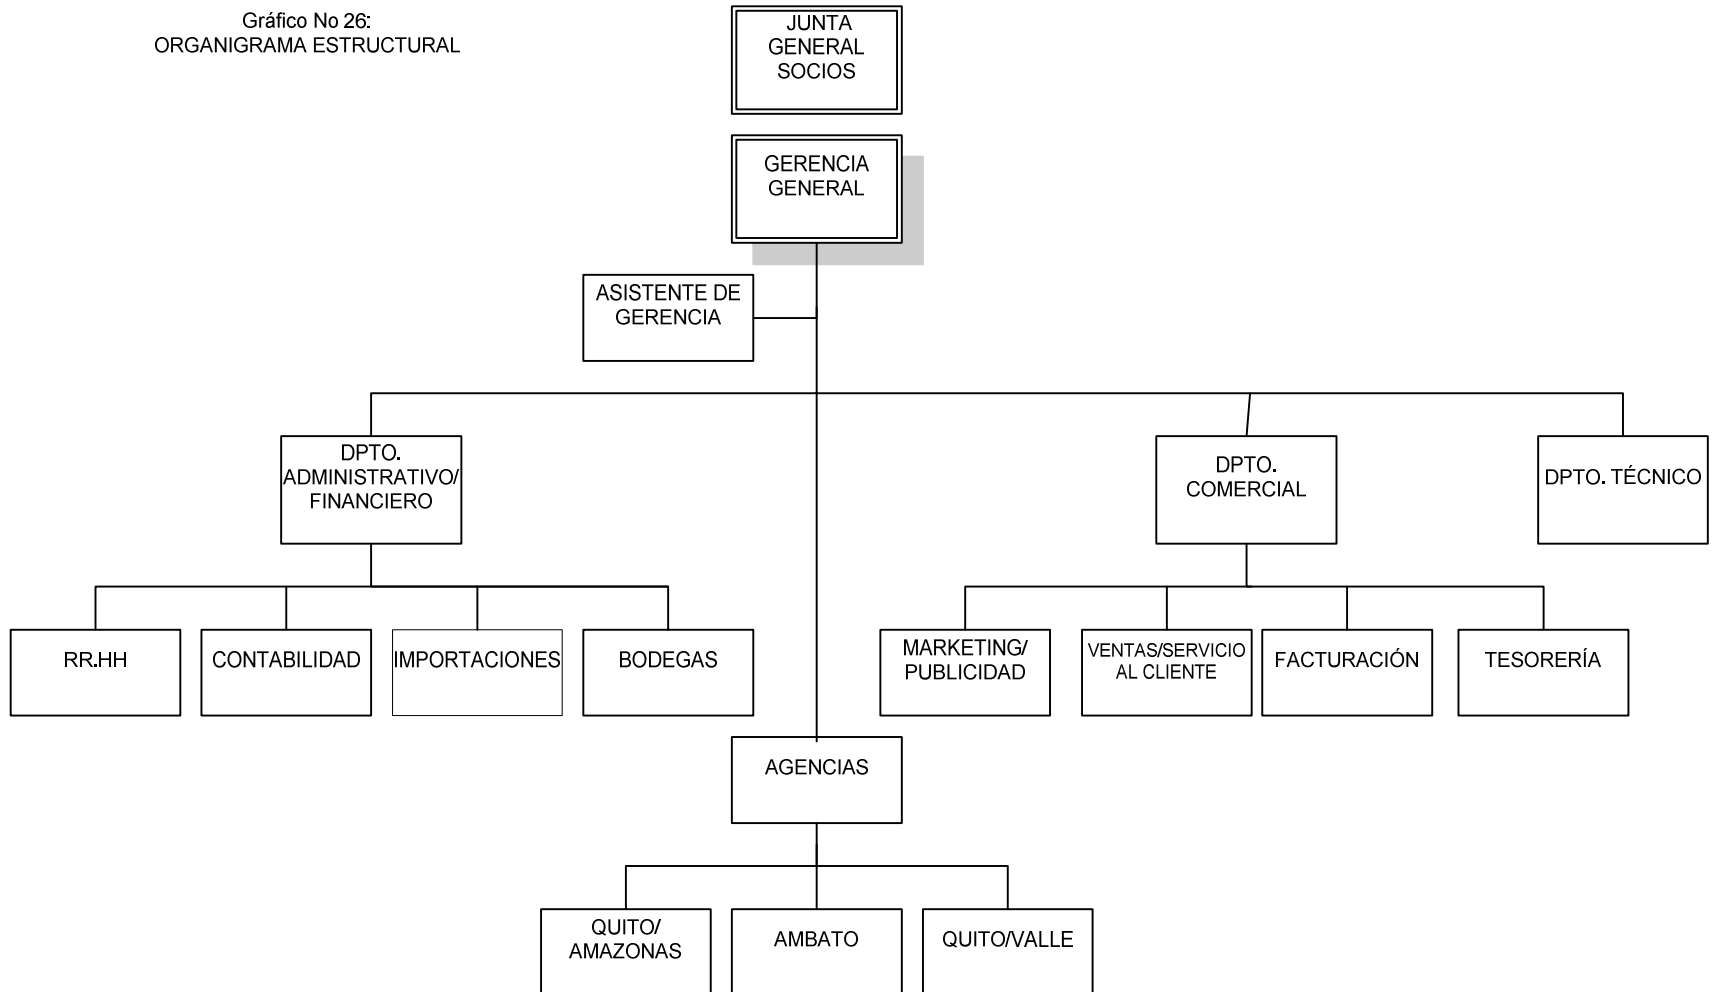 Gráfico No 26:
ORGANIGRAMA ESTRUCTURAL
JUNTA
GENERAL
SOCIOS
GERENCIA
GENERAL
ASISTENTE DE
GERENCIA
DPTO.
ADMINISTRATIVO/
FINANCIERO
DPTO.
COMERCIAL
DPTO. TÉCNICO
RR.HH
CONTABILIDAD
IMPORTACIONES
BODEGAS
MARKETING/
PUBLICIDAD
VENTAS/SERVICIO
AL CLIENTE
FACTURACIÓN
TESORERÍA
AGENCIAS
QUITO/
AMAZONAS
AMBATO
QUITO/VALLE